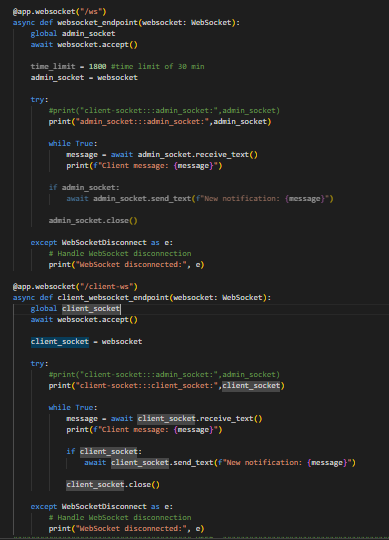 @app.websocket("/ws")
async def websocket_endpoint(websocket: WebSocket):
    global admin_socket
    await websocket.accept()

    time_limit = 1800 #time limit of 30 min
    admin_socket = websocket

    try:
        #print("client-socket:::admin_socket:",admin_socket)
        print("admin_socket:::admin_socket:",admin_socket)

        while True:
            message = await admin_socket.receive_text()
            print(f"Client message: {message}")

        if admin_socket:
            await admin_socket.send_text(f"New notification: {message}")

        admin_socket.close()

    except WebSocketDisconnect as e:
        # Handle WebSocket disconnection
        print("WebSocket disconnected:", e)

@app.websocket("/client-ws")
async def client_websocket_endpoint(websocket: WebSocket):
    global client_socket
    await websocket.accept()

    client_socket = websocket

    try:
        #print("client-socket:::admin_socket:",admin_socket)
        print("client-socket:::client_socket:",client_socket)

        while True:
            message = await client_socket.receive_text()
            print(f"Client message: {message}")

            if client_socket:
                await client_socket.send_text(f"New notification: {message}")

            client_socket.close()

    except WebSocketDisconnect as e:
        # Handle WebSocket disconnection
        print("WebSocket disconnected:", e)